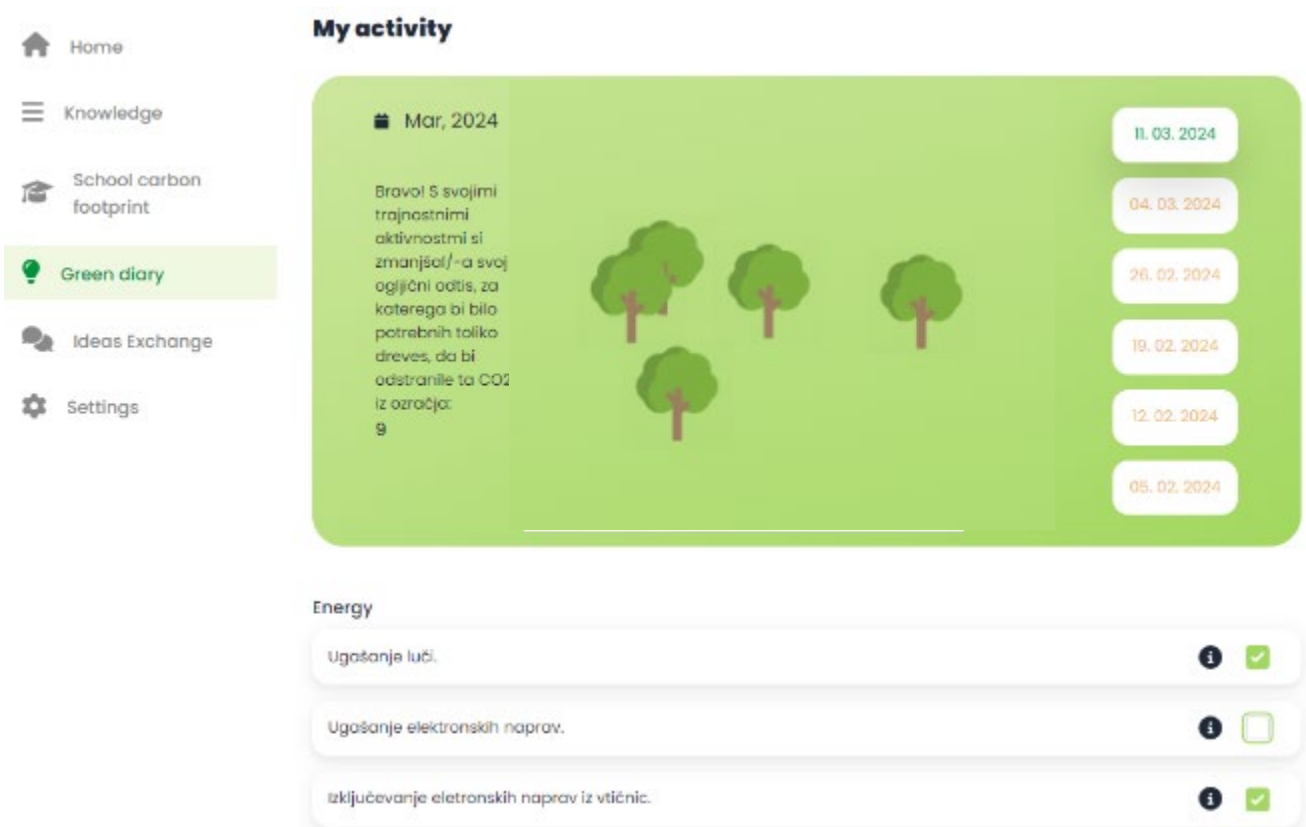 Home
Knowledge
School carbon
footprint
Green diary
Ideas Exchange
Settings
My activity
Mar, 2024
Bravo! S svojimi
trajnostnimi
aktivnostmi si
zmanjšal/-a svoj
ogljični odtis, za
katerega bi bilo
potrebnih toliko
dreves, da bi
odstranile ta CO2
iz ozračja:
9
11. 03. 2024
04. 03. 2024
26. 02. 2024
19. 02. 2024
12. 02. 2024
05. 02. 2024
Energy
Ugašanje luči.
Ugašanje elektronskih naprav.
Izključevanje eletronskih naprav iz vtičnic.